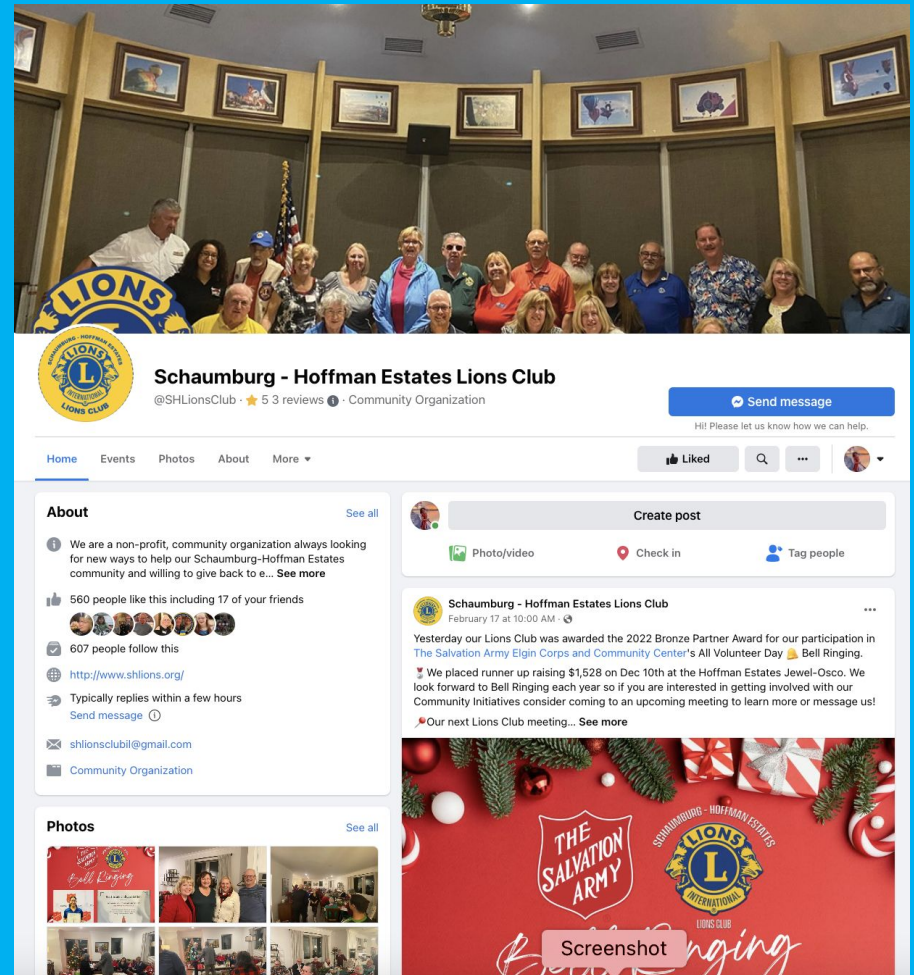 LIONS
L
SCHAUMBURG - HOFFMAN ESTATES
LIONS
L
INTERNATIONAL
LIONS CLUB
Schaumburg - Hoffman Estates Lions Club
@SHLionsClub · 5 3 reviews · Community Organization
Send message
Hi! Please let us know how we can help.
Home Events Photos About More
Liked
About
See all
We are a non-profit, community organization always looking
for new ways to help our Schaumburg-Hoffman Estates
community and willing to give back to e... See more
560 people like this including 17 of your friends
607 people follow this
http://www.shlions.org/
Typically replies within a few hours
Send message
shlionsclubil@gmail.com
Community Organization
Photos
See all
Bell Ringing
Create post
Photo/video Check in Tag people
Schaumburg - Hoffman Estates Lions Club
February 17 at 10:00 AM ·
Yesterday our Lions Club was awarded the 2022 Bronze Partner Award for our participation in
The Salvation Army Elgin Corps and Community Center's All Volunteer Day 🔔 Bell Ringing.
🥈We placed runner up raising $1,528 on Dec 10th at the Hoffman Estates Jewel-Osco. We
look forward to Bell Ringing each year so if you are interested in getting involved with our
Community Initiatives consider coming to an upcoming meeting to learn more or message us!
📍Our next Lions Club meeting... See more
THE
SALVATION
ARMY
SCHAUMBURG - HOFFMAN ESTATES
LIONS
L
INTERNATIONAL
LIONS CLUB
Bell Ringing
Screenshot